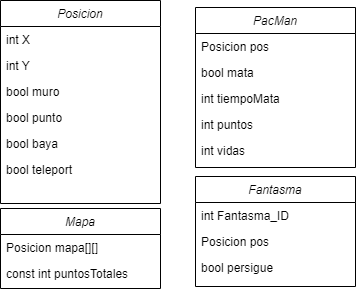 Posicion
int X
int Y
bool muro
bool punto
bool baya
bool teleport
Mapa
Posicion mapa[][]
const int puntosTotales
PacMan
Posicion pos
bool mata
int tiempoMata
int puntos
int vidas
Fantasma
int Fantasma_ID
Posicion pos
bool persigue